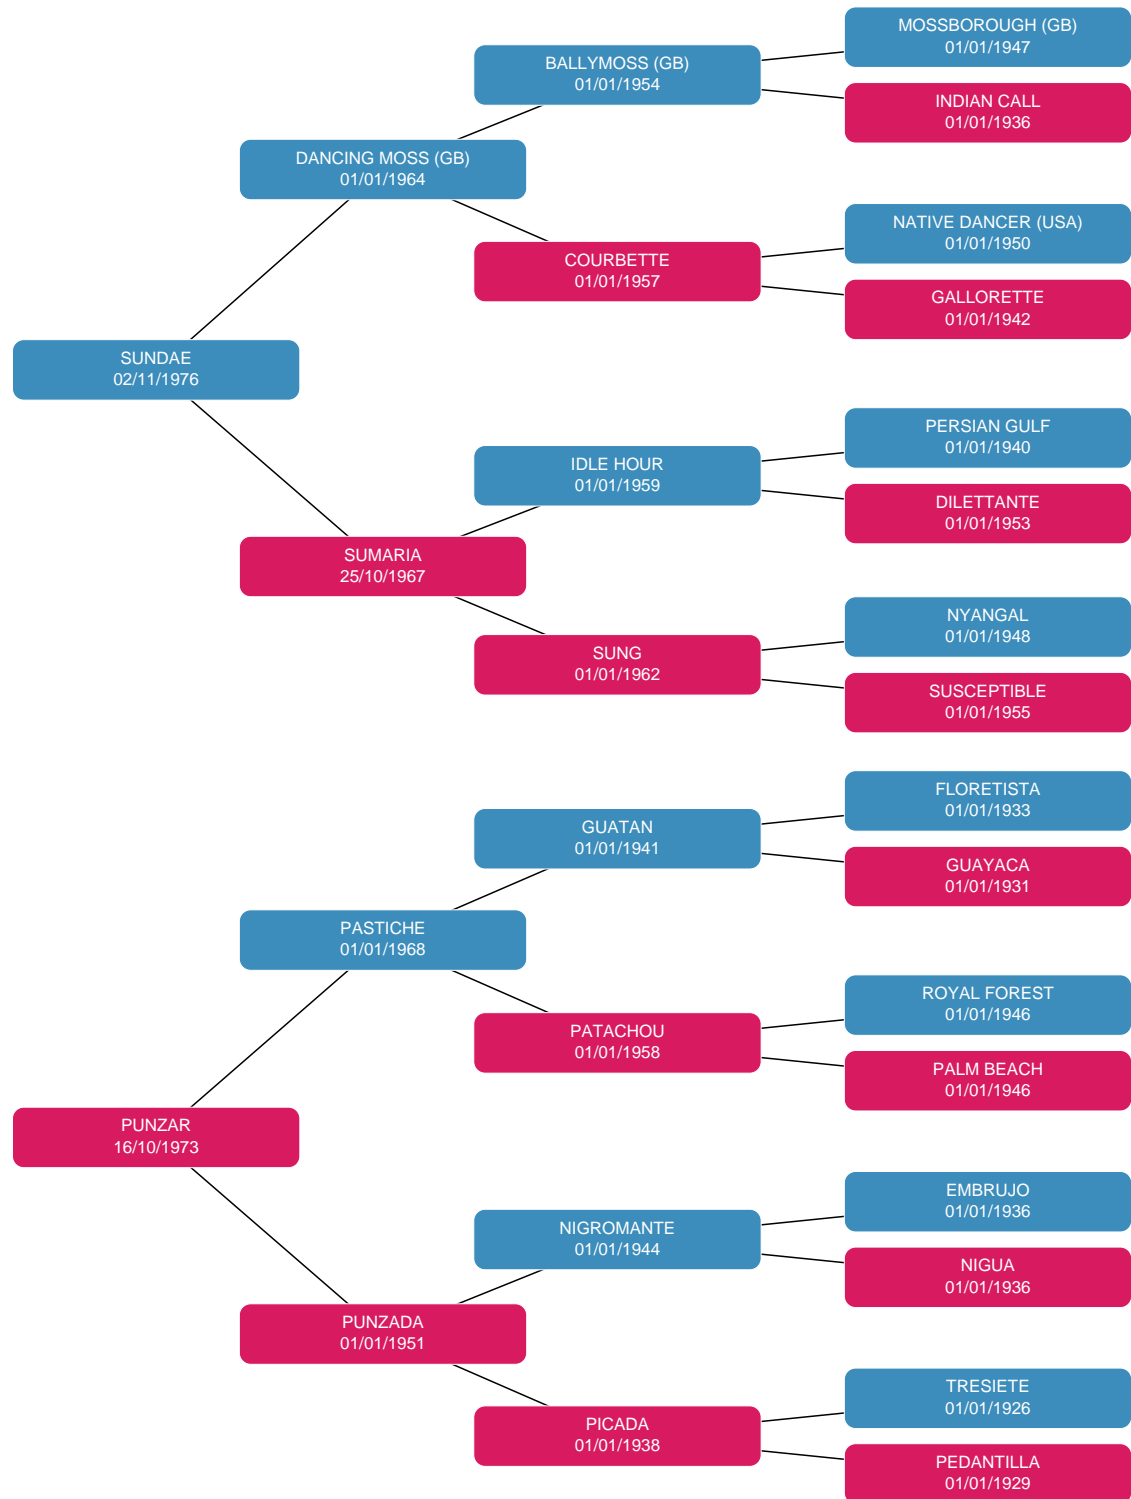 MOSSBOROUGH (GB)
01/01/1947
BALLYMOSS (GB)
01/01/1954
INDIAN CALL
01/01/1936
DANCING MOSS (GB)
01/01/1964
NATIVE DANCER (USA)
01/01/1950
COURBETTE
01/01/1957
GALLORETTE
01/01/1942
SUNDAE
02/11/1976
PERSIAN GULF
01/01/1940
IDLE HOUR
01/01/1959
DILETTANTE
01/01/1953
SUMARIA
25/10/1967
NYANGAL
01/01/1948
SUNG
01/01/1962
SUSCEPTIBLE
01/01/1955
FLORETISTA
01/01/1933
GUATAN
01/01/1941
GUAYACA
01/01/1931
PASTICHE
01/01/1968
ROYAL FOREST
01/01/1946
PATACHOU
01/01/1958
PALM BEACH
01/01/1946
PUNZAR
16/10/1973
EMBRUJO
01/01/1936
NIGROMANTE
01/01/1944
NIGUA
01/01/1936
PUNZADA
01/01/1951
TRESIETE
01/01/1926
PICADA
01/01/1938
PEDANTILLA
01/01/1929